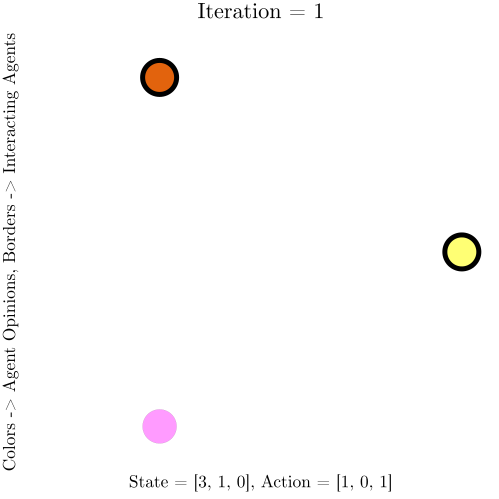 Iteration = 1
Colors -> Agent Opinions, Borders -> Interacting Agents
State = [3, 1, 0], Action = [1, 0, 1]